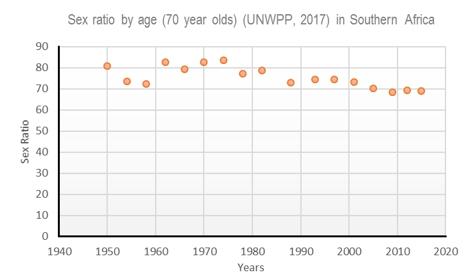 Sex ratio by age (70 year olds) (UNWPP, 2017) in Southern Africa
90
80
70
60
50
40
30
20
10
0
Sex Ratio
1940 1950 1960 1970 1980 1990 2000 2010 2020
Years